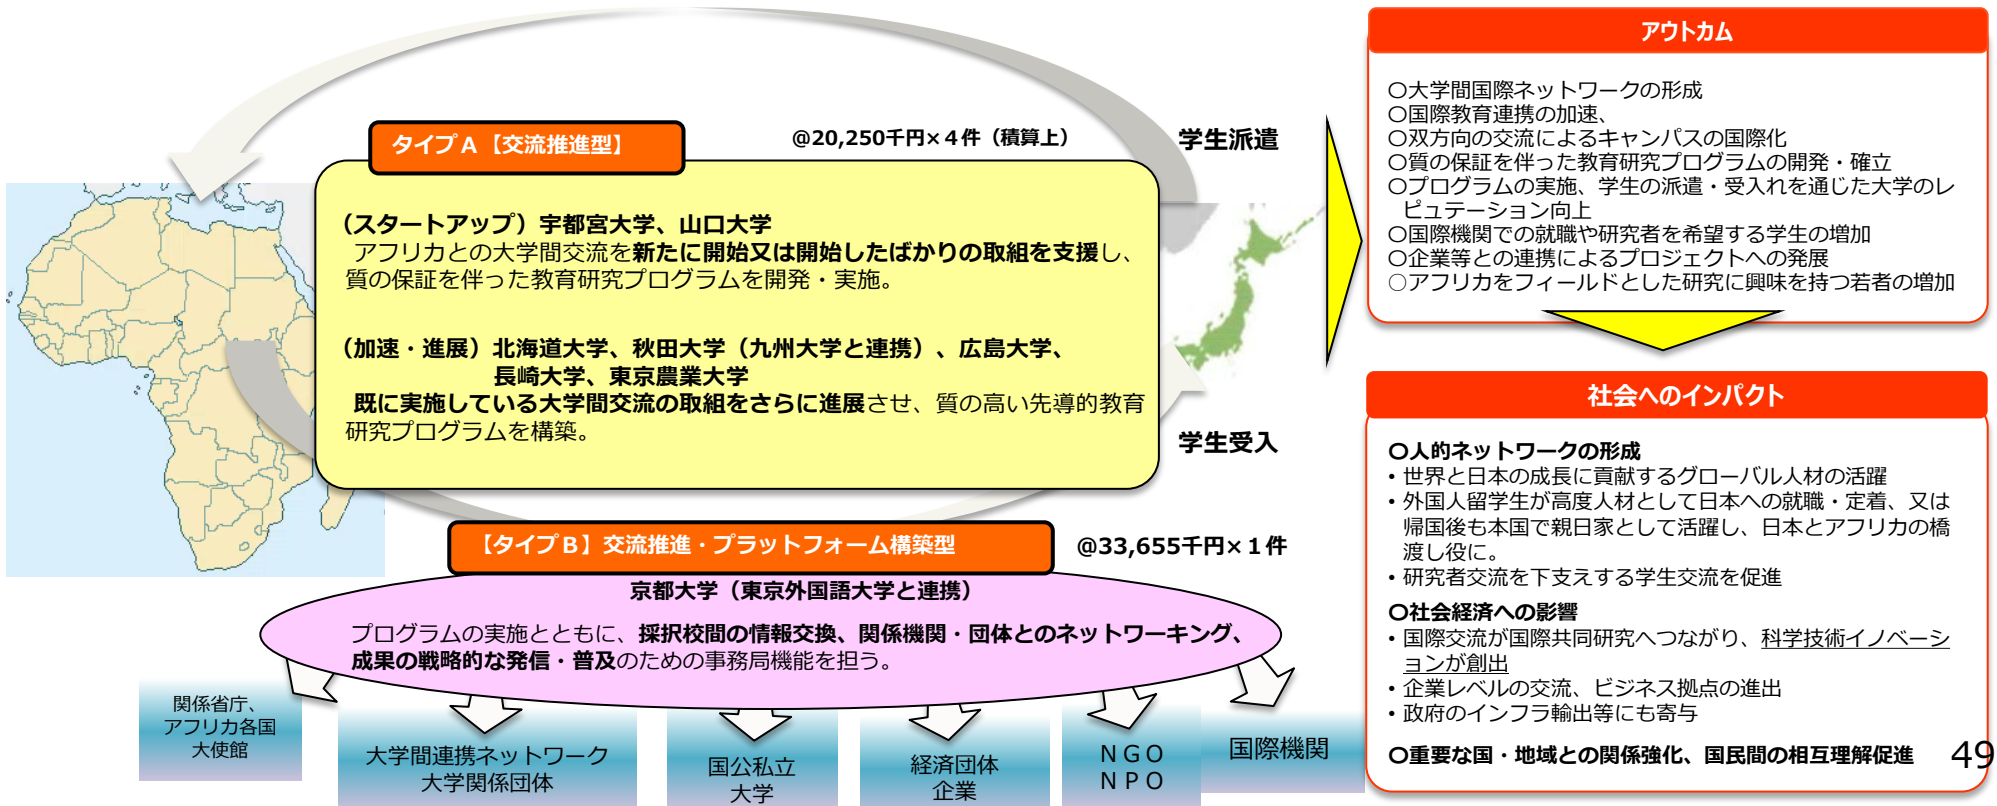 タイプA【交流推進型】
@20,250千円×4件（積算上）
（スタートアップ）宇都宮大学、山口大学
アフリカとの大学間交流を新たに開始又は開始したばかりの取組を支援し、
質の保証を伴った教育研究プログラムを開発・実施。
（加速・進展）北海道大学、秋田大学（九州大学と連携）、広島大学、
長崎大学、東京農業大学
既に実施している大学間交流の取組をさらに進展させ、質の高い先導的教育
研究プログラムを構築。
学生派遣
学生受入
【タイプB】交流推進・プラットフォーム構築型
@33,655千円×1件
京都大学（東京外国語大学と連携）
プログラムの実施とともに、採択校間の情報交換、関係機関・団体とのネットワーキング、
成果の戦略的な発信・普及のための事務局機能を担う。
関係省庁、
アフリカ各国
大使館
大学間連携ネットワーク
大学関係団体
国公私立
大学
経済団体
企業
ＮＧＯ
ＮＰＯ
国際機関
アウトカム
○大学間国際ネットワークの形成
○国際教育連携の加速、
○双方向の交流によるキャンパスの国際化
○質の保証を伴った教育研究プログラムの開発・確立
○プログラムの実施、学生の派遣・受入れを通じた大学のレ
ピュテーション向上
○国際機関での就職や研究者を希望する学生の増加
○企業等との連携によるプロジェクトへの発展
○アフリカをフィールドとした研究に興味を持つ若者の増加
社会へのインパクト
○人的ネットワークの形成
・世界と日本の成長に貢献するグローバル人材の活躍
・外国人留学生が高度人材として日本への就職・定着、又は
帰国後も本国で親日家として活躍し、日本とアフリカの橋
渡し役に。
・研究者交流を下支えする学生交流を促進
○社会経済への影響
・国際交流が国際共同研究へつながり、科学技術イノベーシ
ョンが創出
・企業レベルの交流、ビジネス拠点の進出
・政府のインフラ輸出等にも寄与
○重要な国・地域との関係強化、国民間の相互理解促進
49